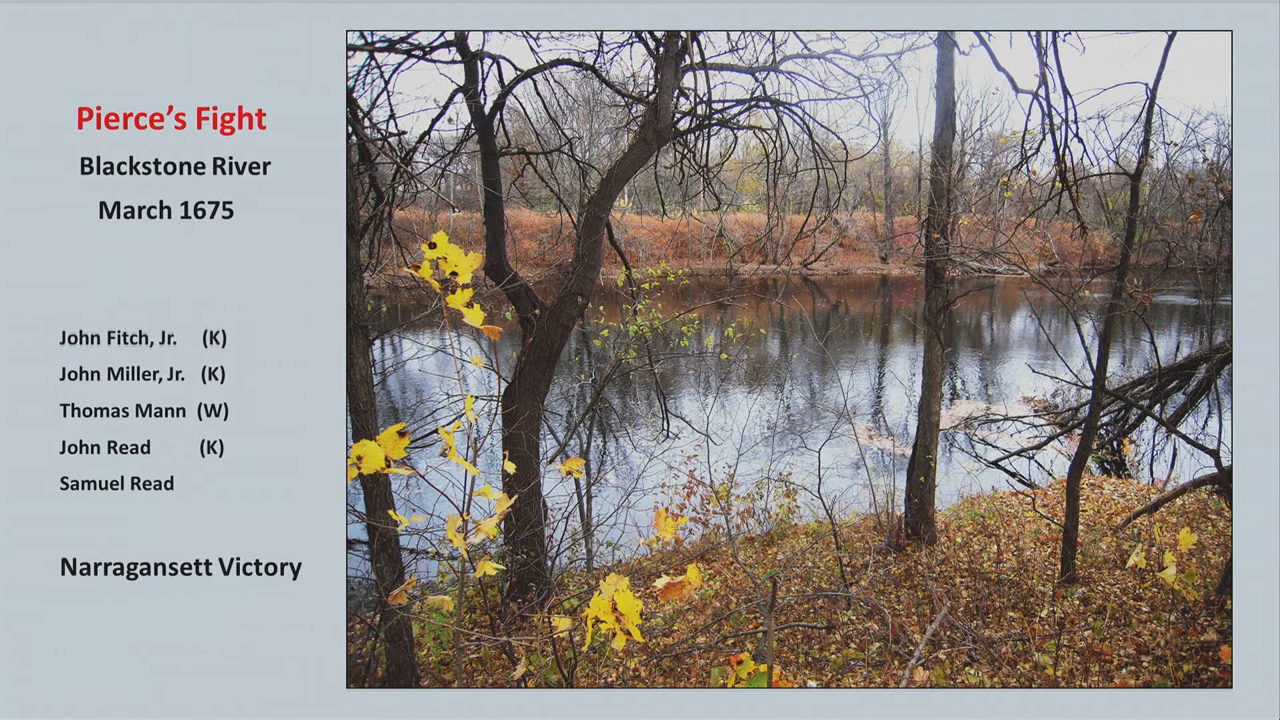 Pierce's Fight
Blackstone River
March 1675
John Fitch, Jr. (K)
John Miller, Jr. (K)
Thomas Mann (W)
John Read (K)
Samuel Read
Narragansett Victory